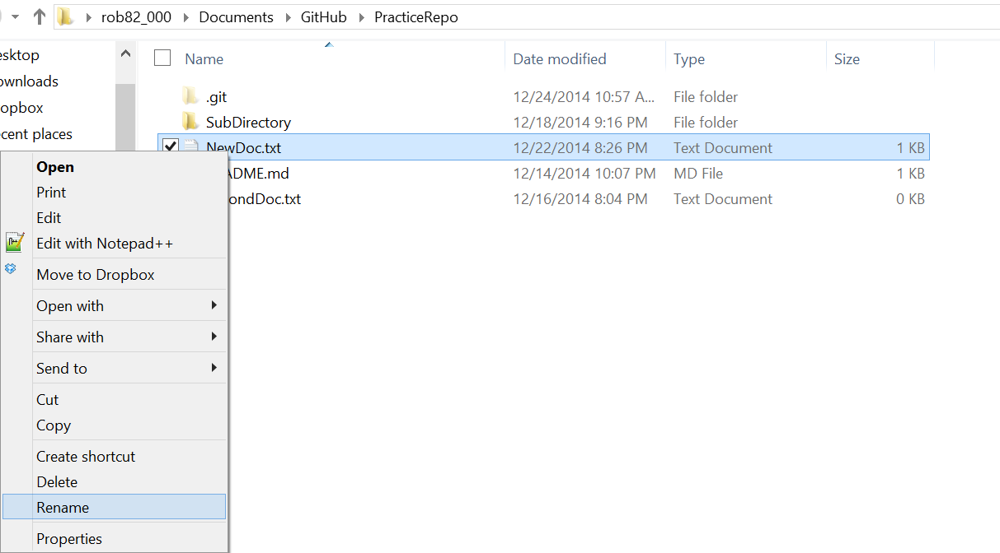 rob82_000 Documents GitHub PracticeRepo
esktop
ownloads
opbox
cent places
Name Date modified Type Size
.git 12/24/2014 10:57 A... File folder
SubDirectory 12/18/2014 9:16 PM File folder
NewDoc.txt 12/22/2014 8:26 PM Text Document 1 KB
ADME.md 12/14/2014 10:07 PM MD File 1 KB
ondDoc.txt 12/16/2014 8:04 PM Text Document 0 KB
Open
Print
Edit
Edit with Notepad++
Move to Dropbox
Open with
Share with
Send to
Cut
Copy
Create shortcut
Delete
Rename
Properties